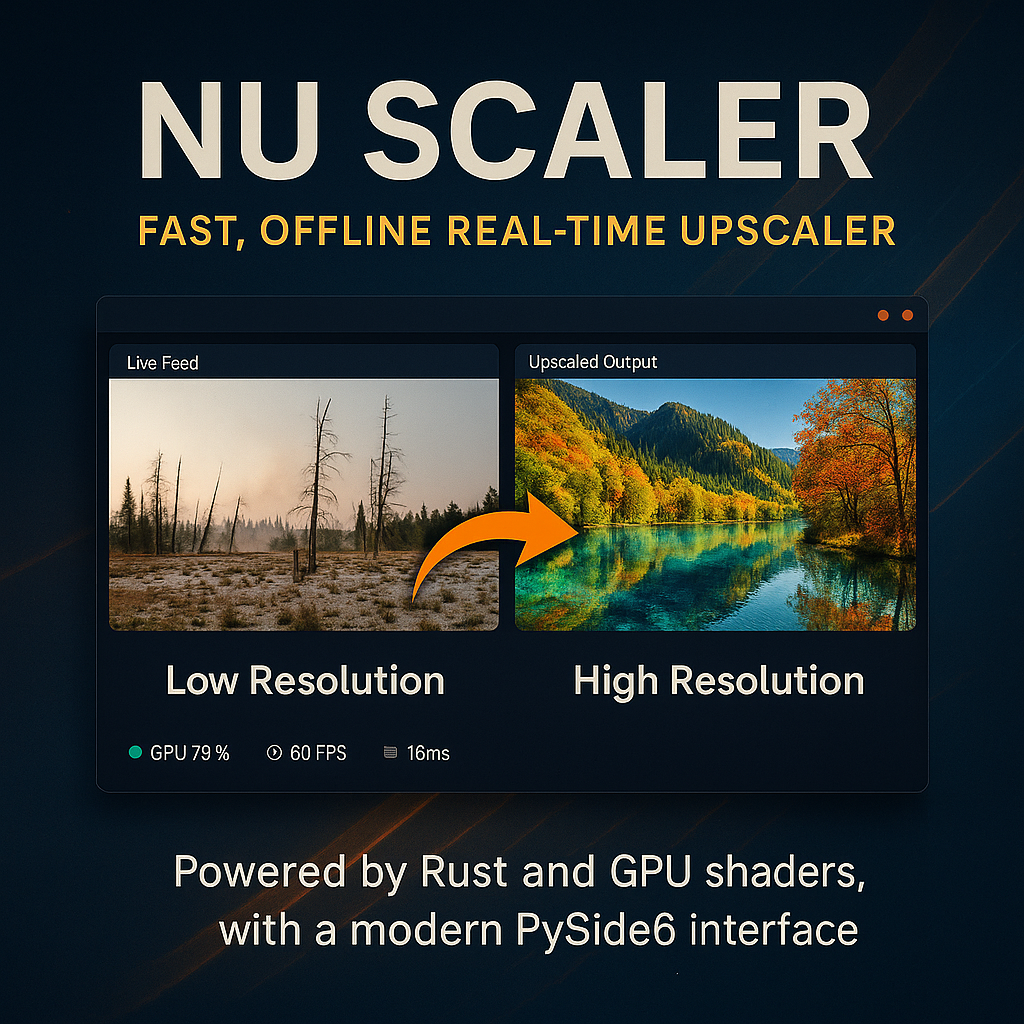 NU SCALER
FAST, OFFLINE REAL-TIME UPSCALER
Live Feed
Upscaled Output
Low Resolution
High Resolution
GPU 79 %
60 FPS
16ms
Powered by Rust and GPU shaders,
with a modern PySide6 interface